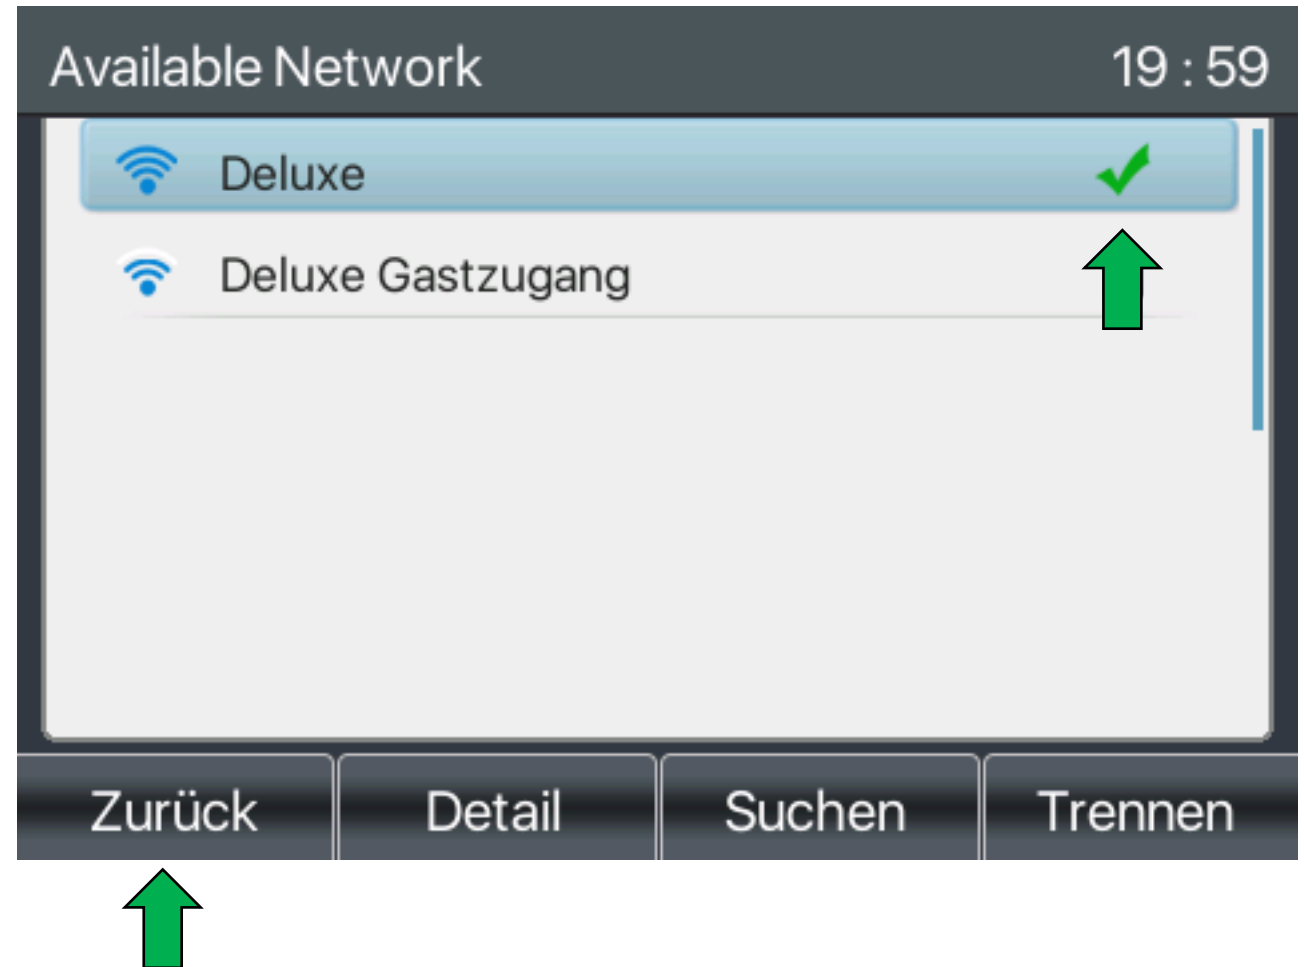 Available Network 19 : 59
Deluxe
Deluxe Gastzugang
Zurück Detail Suchen Trennen